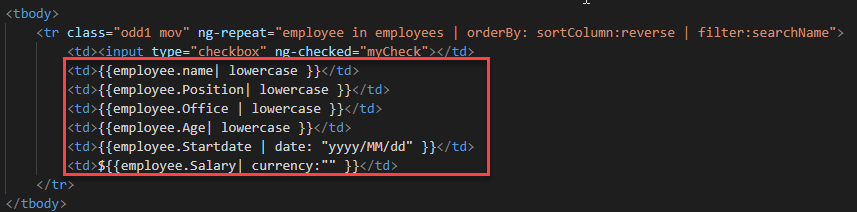 <tbody>
<tr class="odd1 mov" ng-repeat="employee in employees | orderBy: sortColumn:reverse | filter:searchName">
<td><input type="checkbox" ng-checked="myCheck"></td>
<td>{{employee.name| lowercase }}</td>
<td>{{employee.Position| lowercase }}</td>
<td>{{employee.Office | lowercase }}</td>
<td>{{employee.Age| lowercase }}</td>
<td>{{employee.Startdate | date: "yyyy/MM/dd" }}</td>
<td>${{employee.Salary| currency:"" }}</td>
</tr>
</tbody>